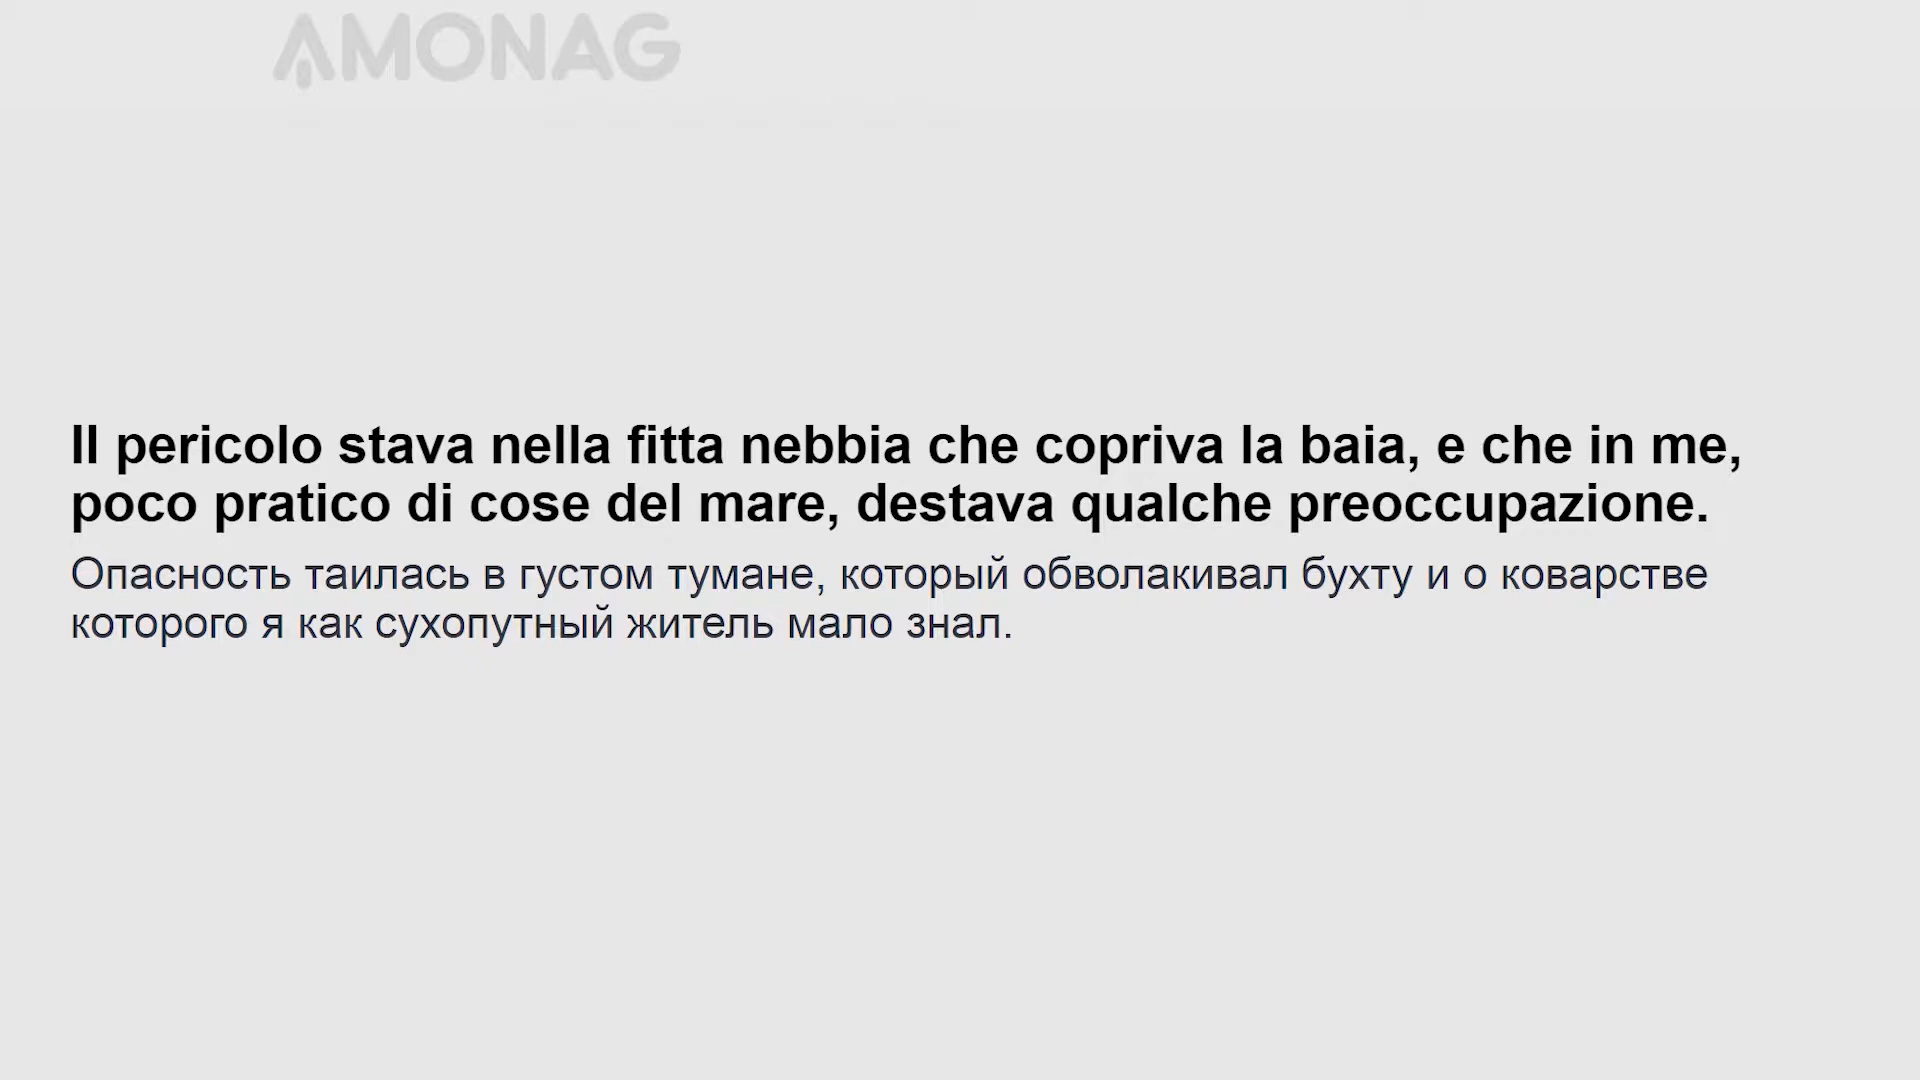 AMONAG
Il pericolo stava nella fitta nebbia che copriva la baia, e che in me,
poco pratico di cose del mare, destava qualche preoccupazione.
Опасность таилась в густом тумане, который обволакивал бухту и о коварстве
которого я как сухопутный житель мало знал.